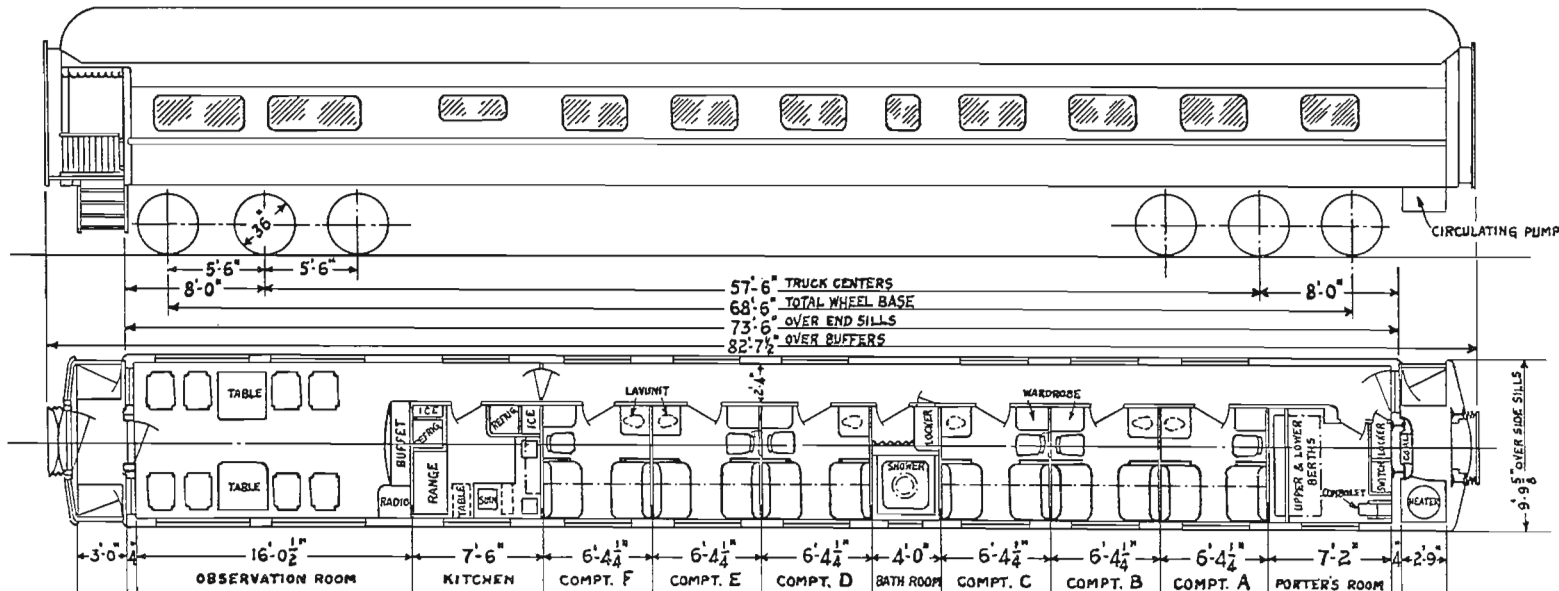 36"
CIRCULATING PUMP
5'-6" 5'-6"
8'-0" 57'-6" TRUCK CENTERS 8'-0"
68'-6" TOTAL WHEEL BASE
73'-6" OVER END SILLS
82'-7½" OVER BUFFERS
TABLE
BUFFET
ICE
REFRIG
ICE
LAVUNIT
2'-4"
LOCKER
WARDROBE
RANGE
TABLE
SINK
RADIO
SHOWER
UPPER & LOWER
BERTHS
SWITCH LOCKER
COAL
COMBOLET
HEATER
TABLE
9'-9⅝" OVER SIDE SILLS
3'-0" 4" 16'-0½" 7'-6" 6'-4¼" 6'-4¼" 6'-4¼" 4'-0" 6'-4¼" 6'-4¼" 6'-4¼" 7'-2" 4" 2'-9"
OBSERVATION ROOM KITCHEN COMPT. F COMPT. E COMPT. D BATH ROOM COMPT. C COMPT. B COMPT. A PORTER'S ROOM